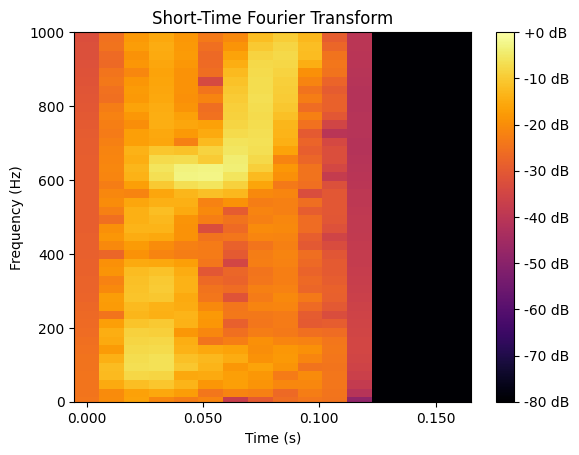 Short-Time Fourier Transform
Frequency (Hz)
1000
800
600
400
200
0
0.000
0.050
0.100
0.150
Time (s)
+0 dB
-10 dB
-20 dB
-30 dB
-40 dB
-50 dB
-60 dB
-70 dB
-80 dB